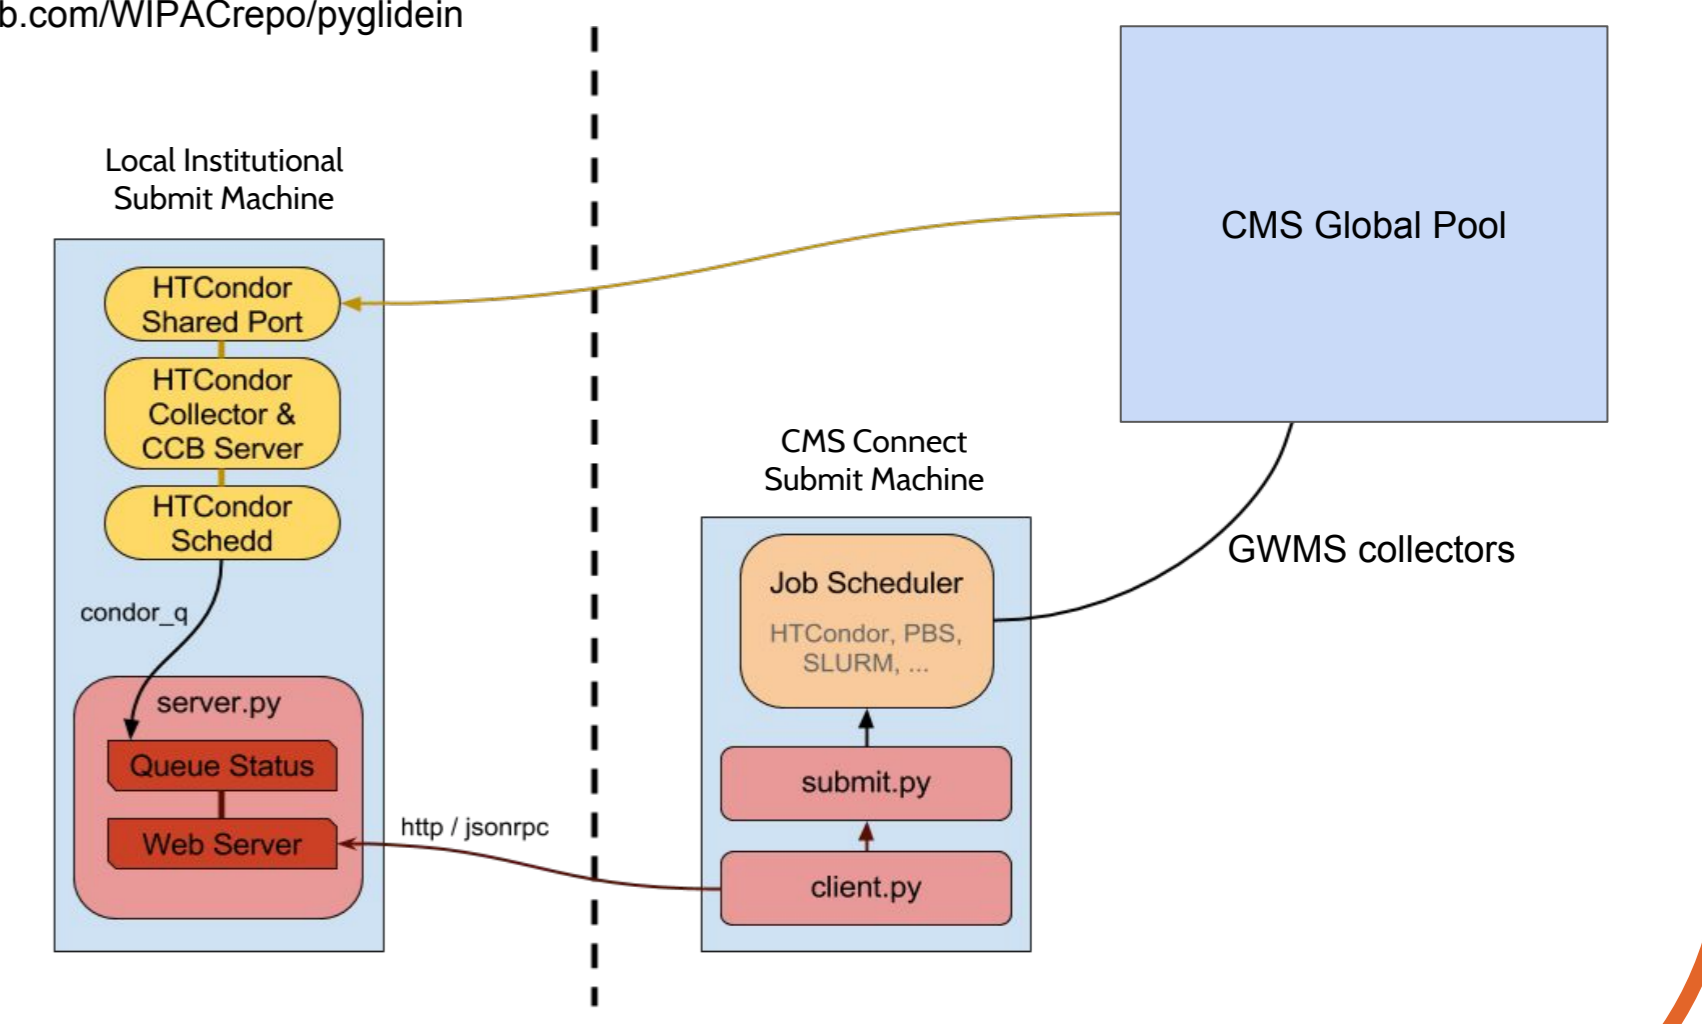 b.com/WIPACrepo/pyglidein
Local Institutional
Submit Machine
HTCondor
Shared Port
HTCondor
Collector &
CCB Server
HTCondor
Schedd
condor_q
server.py
Queue Status
Web Server
http / jsonrpc
CMS Connect
Submit Machine
Job Scheduler
HTCondor, PBS,
SLURM, ...
submit.py
client.py
CMS Global Pool
GWMS collectors